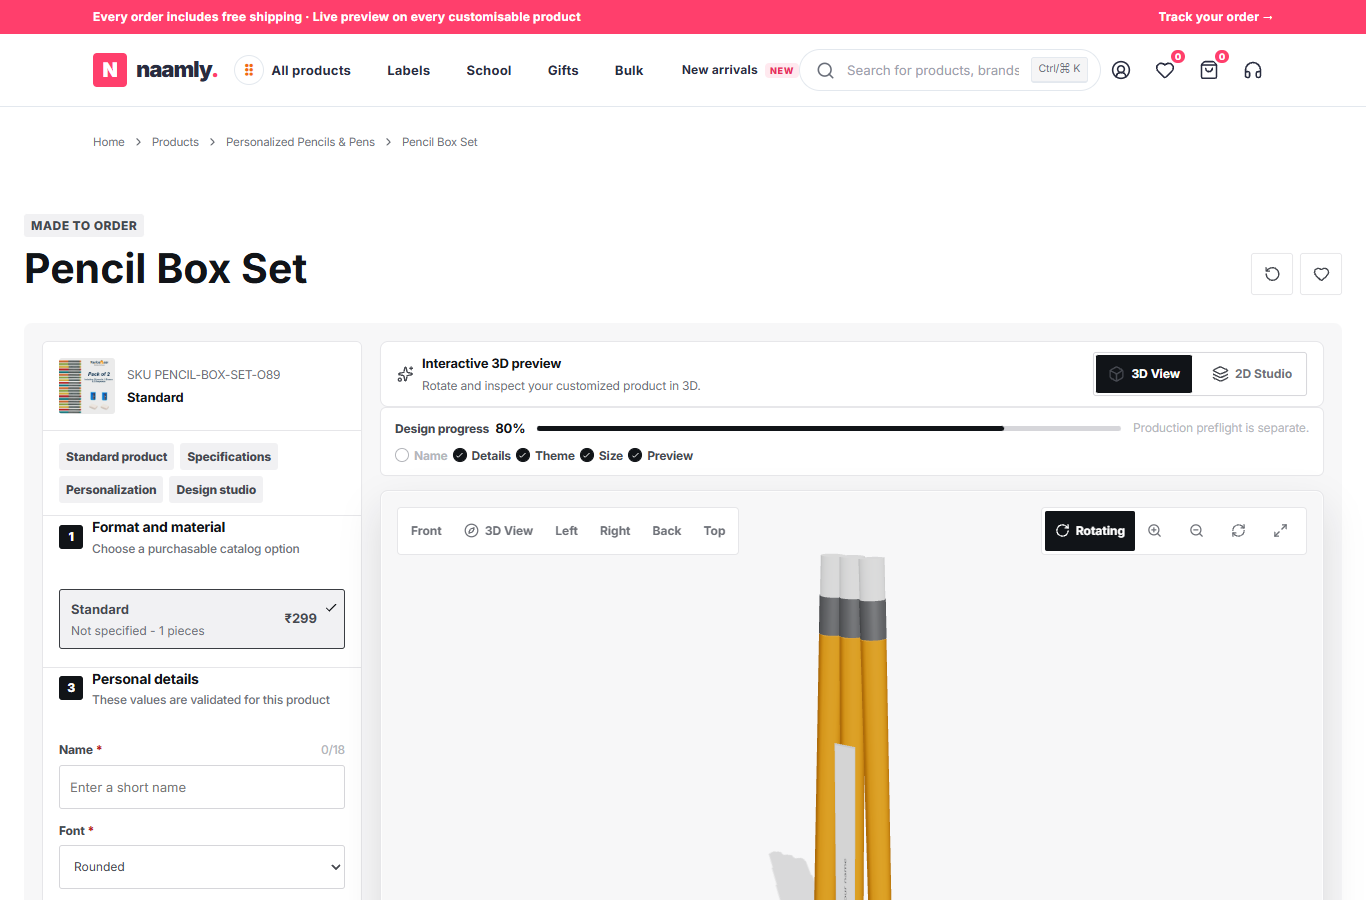 Every order includes free shipping · Live preview on every customisable product
Track your order →
N naamly.
All products
Labels
School
Gifts
Bulk
New arrivals NEW
Search for products, brands
Ctrl/⌘ K
0
0
Home > Products > Personalized Pencils & Pens > Pencil Box Set
MADE TO ORDER
Pencil Box Set
Pack of 2
SKU PENCIL-BOX-SET-O89
Standard
Standard product
Specifications
Personalization
Design studio
1 Format and material
Choose a purchasable catalog option
Standard
Not specified - 1 pieces
₹299
3 Personal details
These values are validated for this product
Name *
0/18
Enter a short name
Font *
Rounded
Interactive 3D preview
Rotate and inspect your customized product in 3D.
3D View
2D Studio
Design progress 80%
Production preflight is separate.
Name Details Theme Size Preview
Front
3D View
Left
Right
Back
Top
Rotating